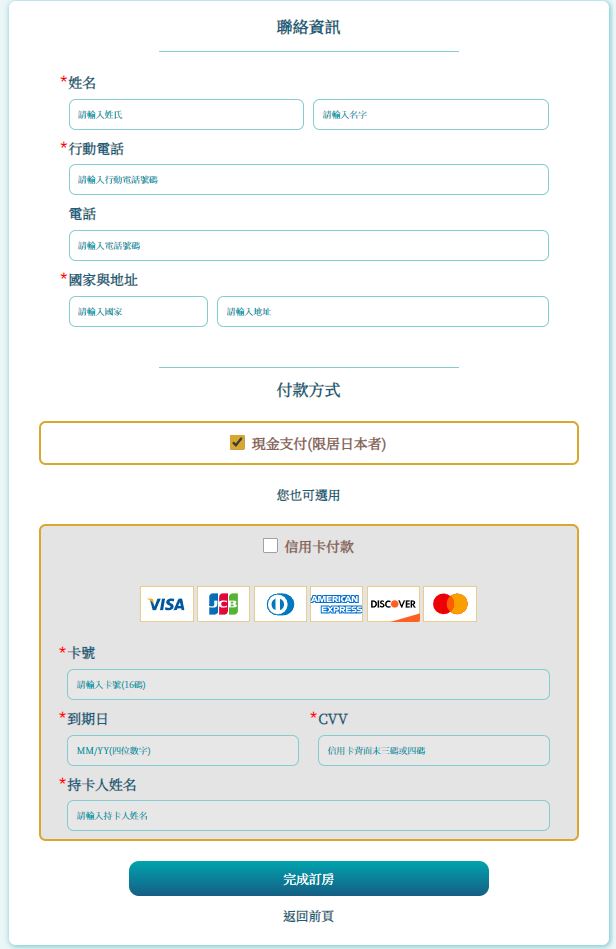 聯絡資訊
*姓名
請輸入姓氏 請輸入名字
*行動電話
請輸入行動電話號碼
電話
請輸入電話號碼
*國家與地址
請輸入國家 請輸入地址
付款方式
現金支付(限居日本者)
您也可選用
信用卡付款
VISA JCB AMERICAN EXPRESS DISCOVER
*卡號
請輸入卡號(16碼)
*到期日 *CVV
MM/YY(四位數字) 信用卡背面末三碼或四碼
*持卡人姓名
請輸入持卡人姓名
完成訂房
返回前頁